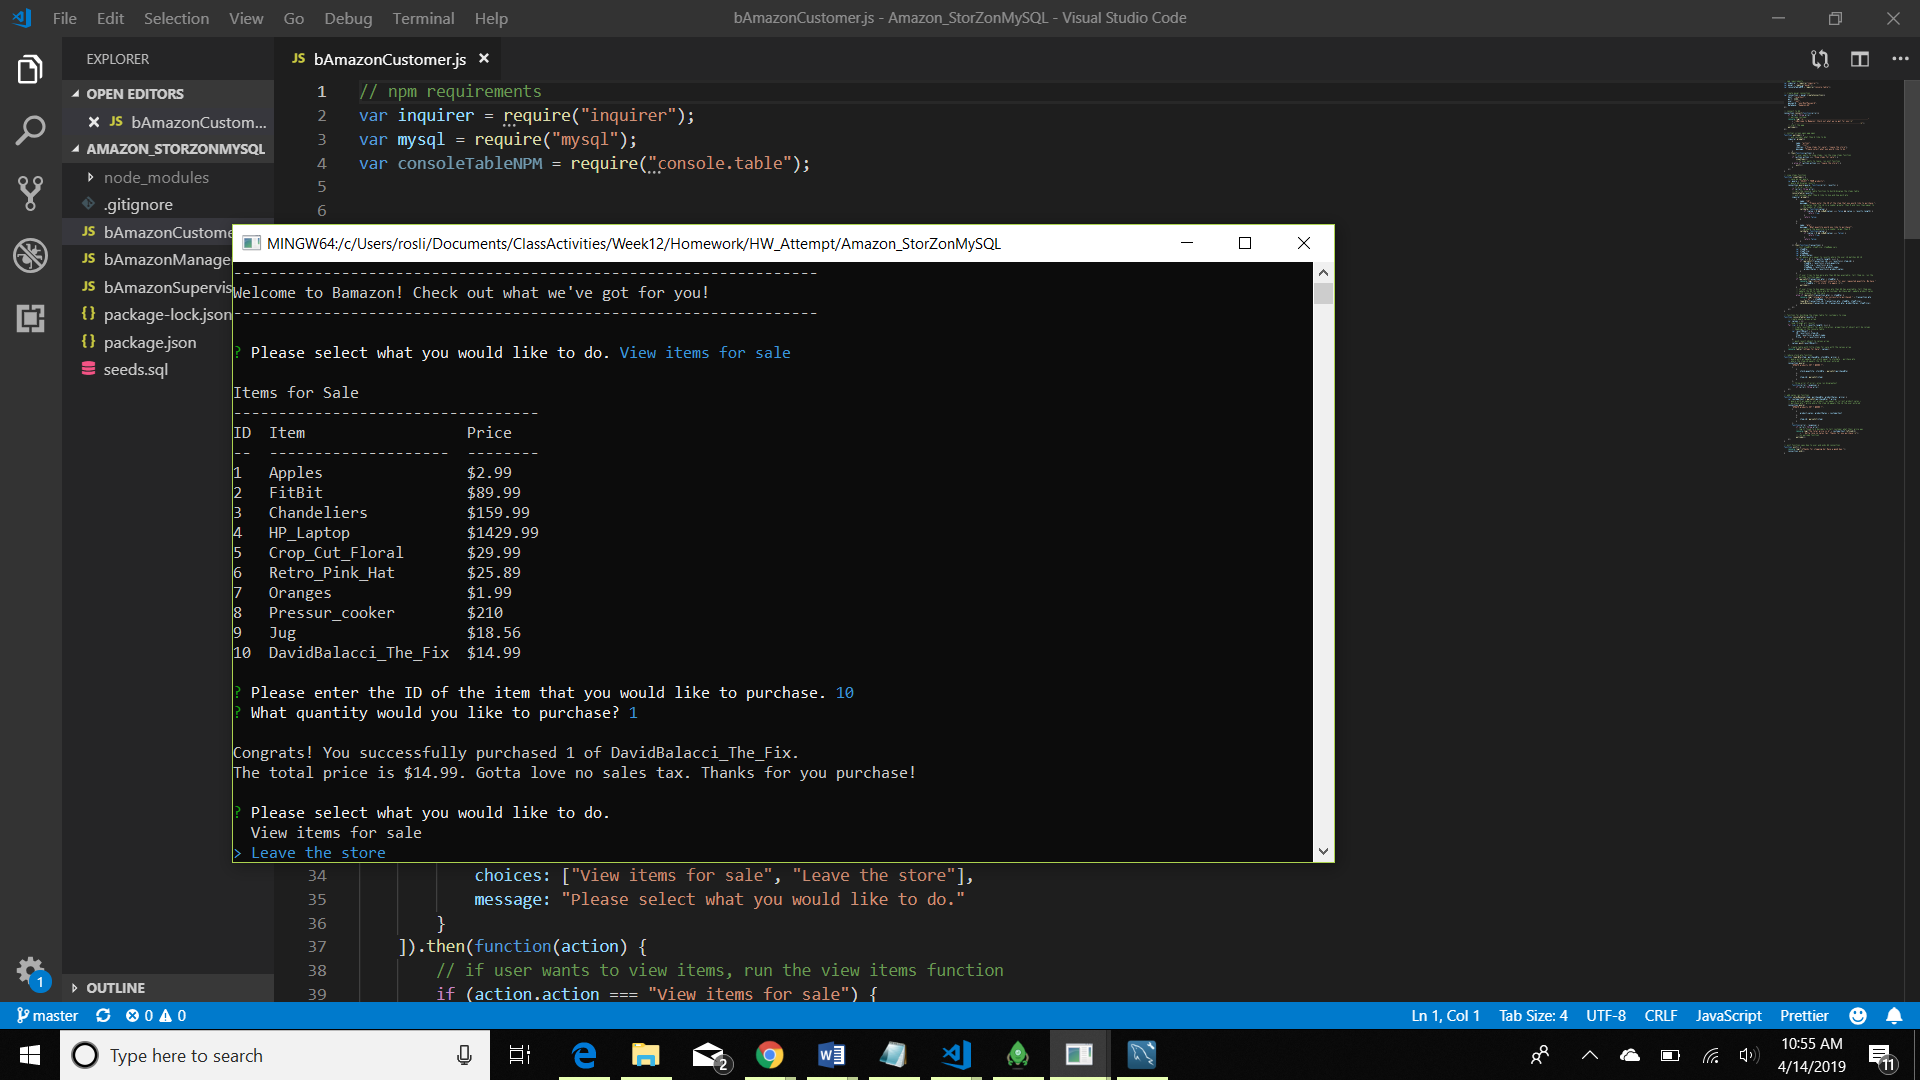 File Edit Selection View Go Debug Terminal Help
bAmazonCustomer.js - Amazon_StorZonMySQL - Visual Studio Code
EXPLORER
OPEN EDITORS
JS bAmazonCustom...
AMAZON_STORZONMYSQL
node_modules
.gitignore
JS bAmazonCustome
JS bAmazonManage
JS bAmazonSupervis
{} package-lock.json
{} package.json
seeds.sql
OUTLINE
JS bAmazonCustomer.js
1 // npm requirements
2 var inquirer = require("inquirer");
3 var mysql = require("mysql");
4 var consoleTableNPM = require("console.table");
5
6
MINGW64:/c/Users/rosli/Documents/ClassActivities/Week12/Homework/HW_Attempt/Amazon_StorZonMySQL
-----------------------------------------------------------------
Welcome to Bamazon! Check out what we've got for you!
-----------------------------------------------------------------
? Please select what you would like to do. View items for sale
Items for Sale
----------------------------------
ID  Item                  Price
--  --------------------  --------
1   Apples                $2.99
2   FitBit                $89.99
3   Chandeliers           $159.99
4   HP_Laptop             $1429.99
5   Crop_Cut_Floral       $29.99
6   Retro_Pink_Hat        $25.89
7   Oranges               $1.99
8   Pressur_cooker        $210
9   Jug                   $18.56
10  DavidBalacci_The_Fix  $14.99
? Please enter the ID of the item that you would like to purchase. 10
? What quantity would you like to purchase? 1
Congrats! You successfully purchased 1 of DavidBalacci_The_Fix.
The total price is $14.99. Gotta love no sales tax. Thanks for you purchase!
? Please select what you would like to do.
View items for sale
> Leave the store
34 choices: ["View items for sale", "Leave the store"],
35 message: "Please select what you would like to do."
36 }
37 ]).then(function(action) {
38 // if user wants to view items, run the view items function
39 if (action.action === "View items for sale") {
1
master 0 0
Ln 1, Col 1 Tab Size: 4 UTF-8 CRLF JavaScript Prettier
Type here to search
2
10:55 AM
4/14/2019
11